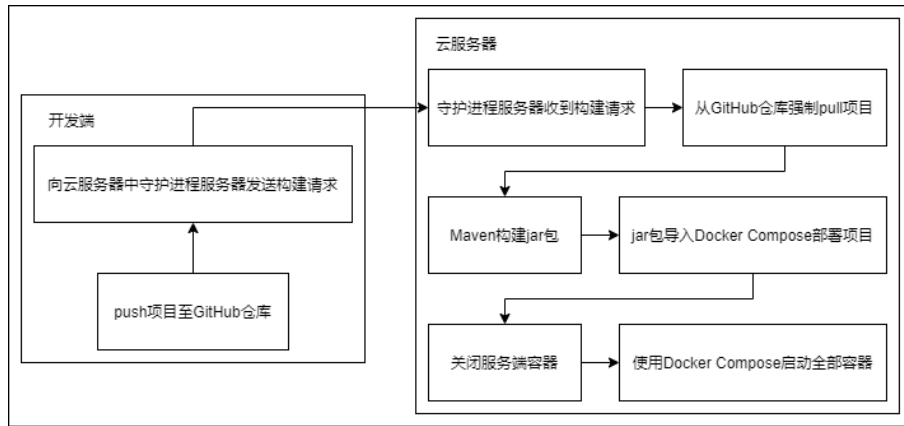 开发端
向云服务器中守护进程服务器发送构建请求
push项目至GitHub仓库
云服务器
守护进程服务器收到构建请求
从GitHub仓库强制pull项目
Maven构建jar包
jar包导入Docker Compose部署项目
关闭服务端容器
使用Docker Compose启动全部容器